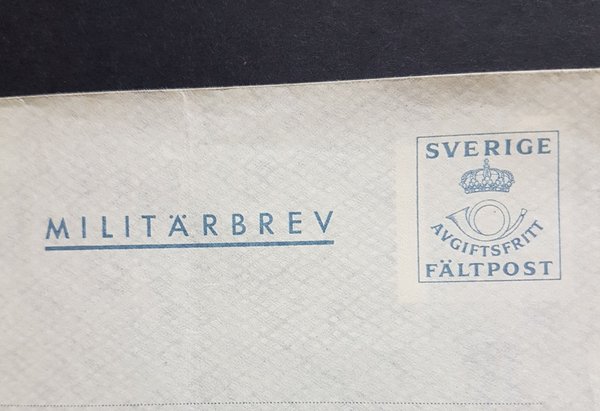 MILITÄRBREV
SVERIGE
AVGIFTSFRITT
FÄLTPOST